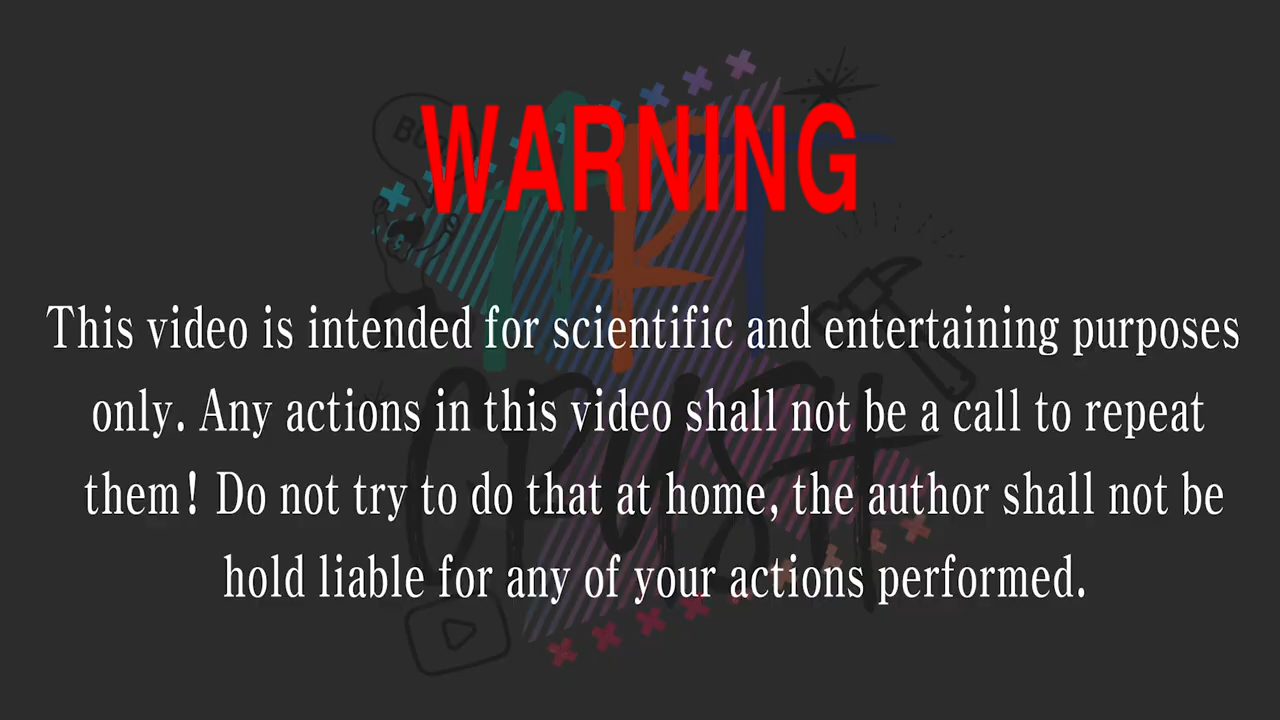 WARNING
This video is intended for scientific and entertaining purposes
only. Any actions in this video shall not be a call to repeat
them! Do not try to do that at home, the author shall not be
hold liable for any of your actions performed.
ART
CRUSH